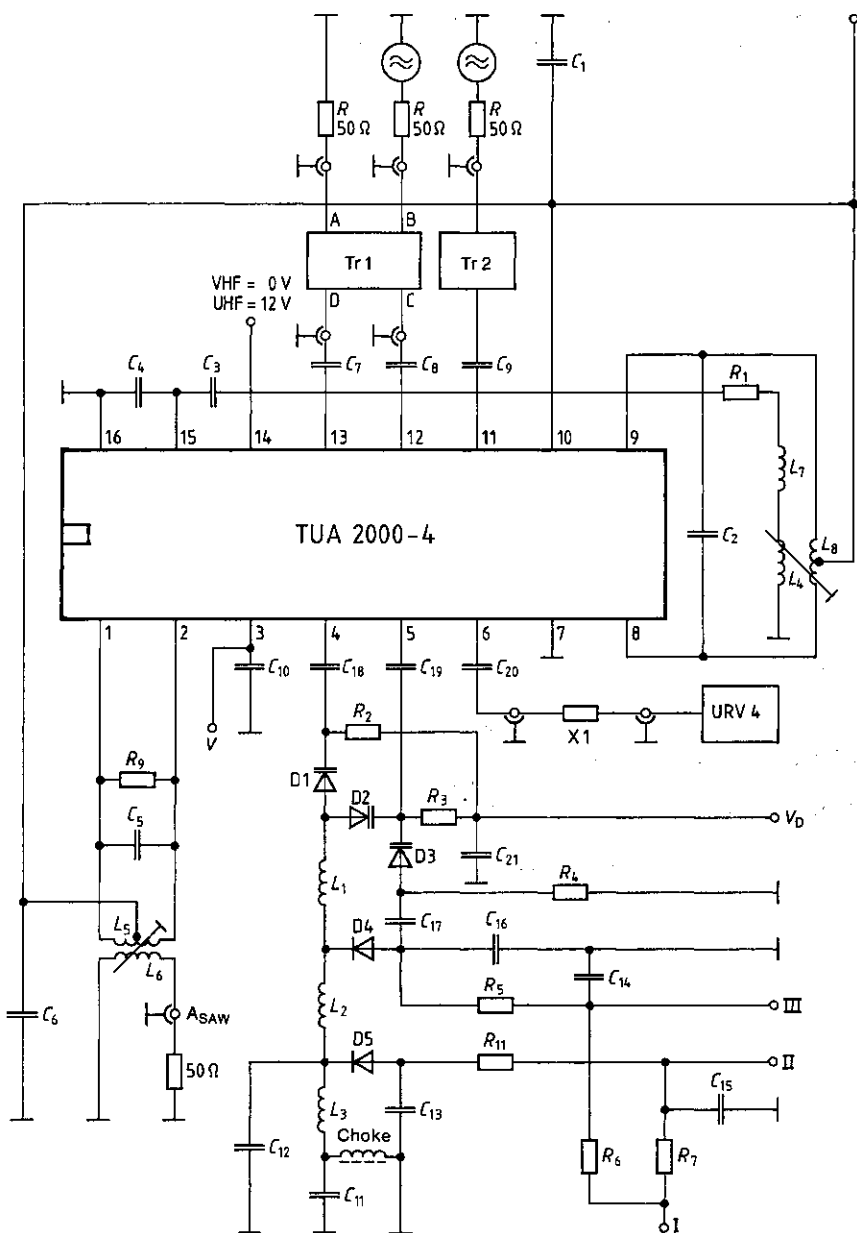 C1
R
50 Ω
R
50 Ω
R
50 Ω
A
B
Tr 1
Tr 2
D
C
VHF = 0 V
UHF = 12 V
C7
C8
C9
C4
C3
R1
16
15
14
13
12
11
10
9
L7
TUA 2000-4
C2
L8
L4
1
2
3
4
5
6
7
8
C10
C18
C19
C20
V
R2
X1
URV 4
R9
D1
D2
R3
VD
C5
D3
C21
L1
R4
C17
L5
D4
C16
L6
C14
C6
ASAW
L2
R5
III
50 Ω
D5
R11
II
C15
L3
C13
C12
Choke
R6
R7
C11
I